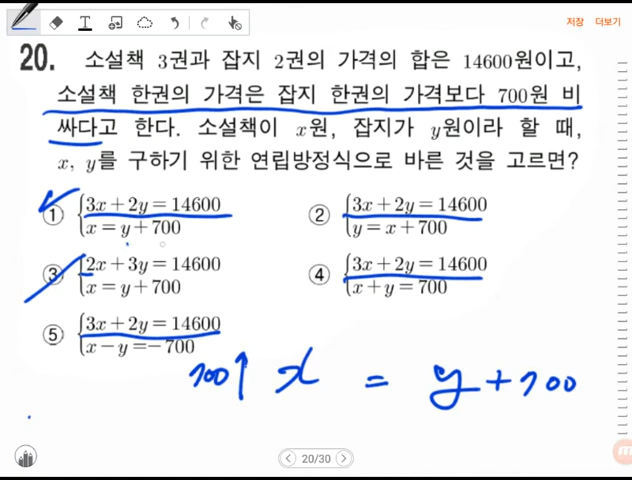 저장 더보기
20. 소설책 3권과 잡지 2권의 가격의 합은 14600원이고,
소설책 한권의 가격은 잡지 한권의 가격보다 700원 비
싸다고 한다. 소설책이 x원, 잡지가 y원이라 할 때,
x, y를 구하기 위한 연립방정식으로 바른 것을 고르면?
① 3x + 2y = 14600
x = y + 700
② 3x + 2y = 14600
y = x + 700
③ 2x + 3y = 14600
x = y + 700
④ 3x + 2y = 14600
x + y = 700
⑤ 3x + 2y = 14600
x − y = −700
700↑ x = y + 700
20/30